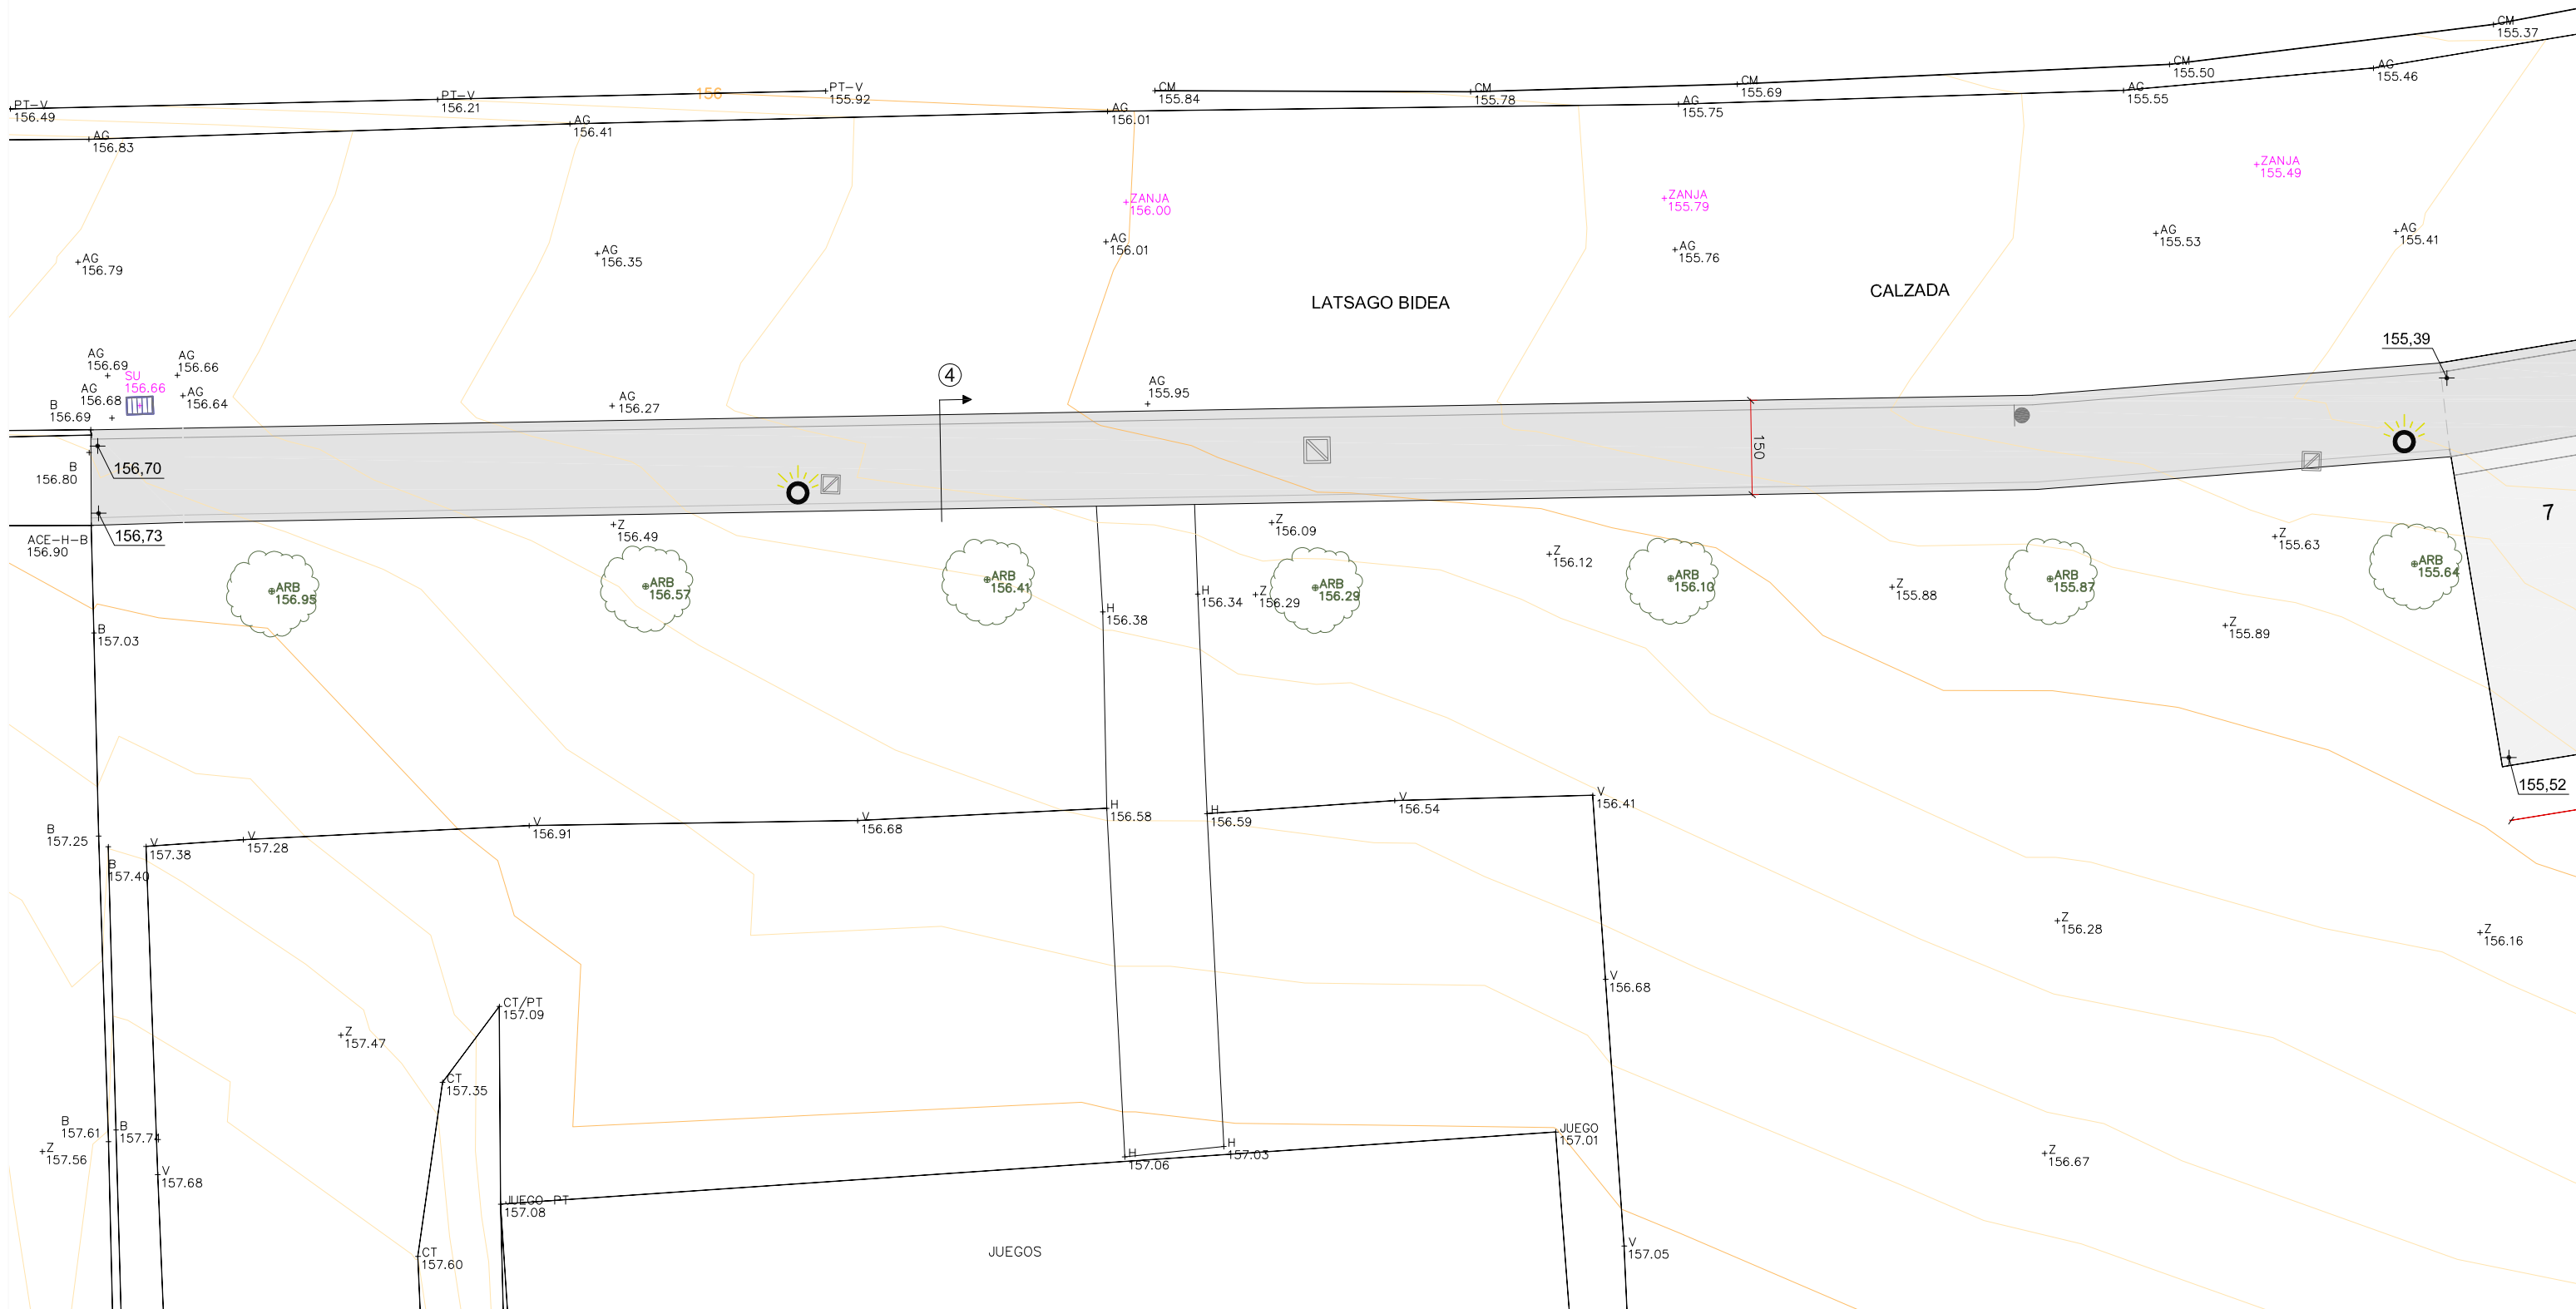 CM
155.37
CM
155.50
AG
155.46
CM
155.69
AG
155.55
CM
155.78
CM
155.84
AG
155.75
PT-V
155.92
AG
156.01
156
PT-V
156.21
PT-V
156.49
AG
156.41
AG
156.83
ZANJA
155.49
ZANJA
155.79
ZANJA
156.00
AG
155.41
AG
155.53
AG
155.76
AG
156.01
AG
156.35
AG
156.79
LATSAGO BIDEA
CALZADA
155,39
AG
156.69
AG
156.66
SU
156.66
AG
156.68
AG
156.64
B
156.69
AG
156.27
4
AG
155.95
150
156,70
B
156.80
156,73
ACE-H-B
156.90
Z
156.49
Z
156.09
Z
156.12
Z
155.63
7
ARB
156.95
ARB
156.57
ARB
156.41
H
156.38
H
156.34
Z
156.29
ARB
156.29
ARB
156.10
Z
155.88
ARB
155.87
ARB
155.64
B
157.03
Z
155.89
155,52
B
157.25
B
157.40
V
157.38
V
157.28
V
156.91
V
156.68
H
156.58
H
156.59
V
156.54
V
156.41
Z
156.28
Z
156.16
V
156.68
CT/PT
157.09
Z
157.47
CT
157.35
B
157.61
B
157.74
Z
157.56
V
157.68
H
157.06
H
157.03
JUEGO
157.01
Z
156.67
JUEGO-PT
157.08
JUEGOS
CT
157.60
V
157.05